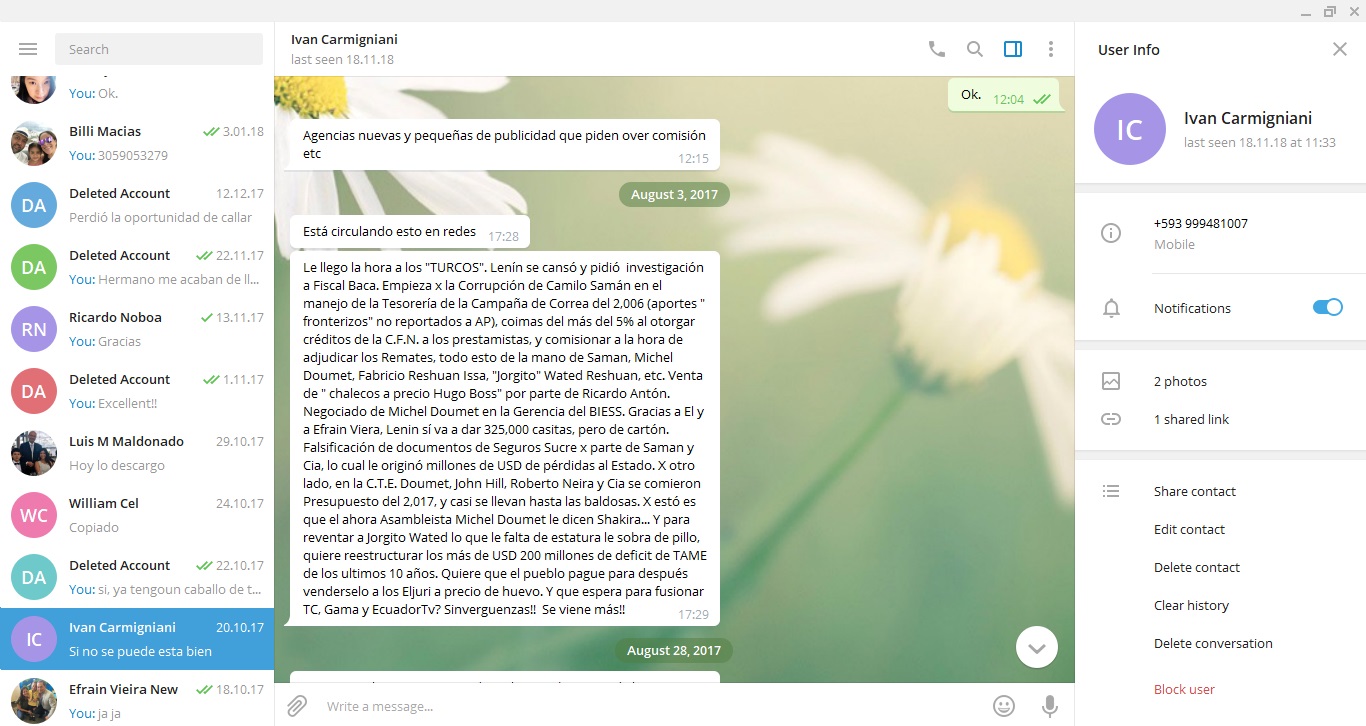 Search
You: Ok.
Billi Macias 3.01.18
You: 3059053279
DA
Deleted Account 12.12.17
Perdió la oportunidad de callar
DA
Deleted Account 22.11.17
You: Hermano me acaban de ll...
RN
Ricardo Noboa 13.11.17
You: Gracias
DA
Deleted Account 1.11.17
You: Excellent!!
Luis M Maldonado 29.10.17
Hoy lo descargo
WC
William Cel 24.10.17
Copiado
DA
Deleted Account 22.10.17
You: si, ya tengoun caballo de t...
IC
Ivan Carmigniani 20.10.17
Si no se puede esta bien
Efrain Vieira New 18.10.17
You: ja ja
Ivan Carmigniani
last seen 18.11.18
Ok. 12:04
Agencias nuevas y pequeñas de publicidad que piden over comisión
etc 12:15
August 3, 2017
Está circulando esto en redes 17:28
Le llego la hora a los "TURCOS". Lenín se cansó y pidió investigación
a Fiscal Baca. Empieza x la Corrupción de Camilo Samán en el
manejo de la Tesorería de la Campaña de Correa del 2,006 (aportes "
fronterizos" no reportados a AP), coimas del más del 5% al otorgar
créditos de la C.F.N. a los prestamistas, y comisionar a la hora de
adjudicar los Remates, todo esto de la mano de Saman, Michel
Doumet, Fabricio Reshuan Issa, "Jorgito" Wated Reshuan, etc. Venta
de " chalecos a precio Hugo Boss" por parte de Ricardo Antón.
Negociado de Michel Doumet en la Gerencia del BIESS. Gracias a El y
a Efrain Viera, Lenin sí va a dar 325,000 casitas, pero de cartón.
Falsificación de documentos de Seguros Sucre x parte de Saman y
Cia, lo cual le originó millones de USD de pérdidas al Estado. X otro
lado, en la C.T.E. Doumet, John Hill, Roberto Neira y Cia se comieron
Presupuesto del 2,017, y casi se llevan hasta las baldosas. X estó es
que el ahora Asambleista Michel Doumet le dicen Shakira... Y para
reventar a Jorgito Wated lo que le falta de estatura le sobra de pillo,
quiere reestructurar los más de USD 200 millones de deficit de TAME
de los ultimos 10 años. Quiere que el pueblo pague para después
venderselo a los Eljuri a precio de huevo. Y que espera para fusionar
TC, Gama y EcuadorTv? Sinverguenzas!! Se viene más!! 17:29
August 28, 2017
Write a message...
User Info
IC
Ivan Carmigniani
last seen 18.11.18 at 11:33
+593 999481007
Mobile
Notifications
2 photos
1 shared link
Share contact
Edit contact
Delete contact
Clear history
Delete conversation
Block user